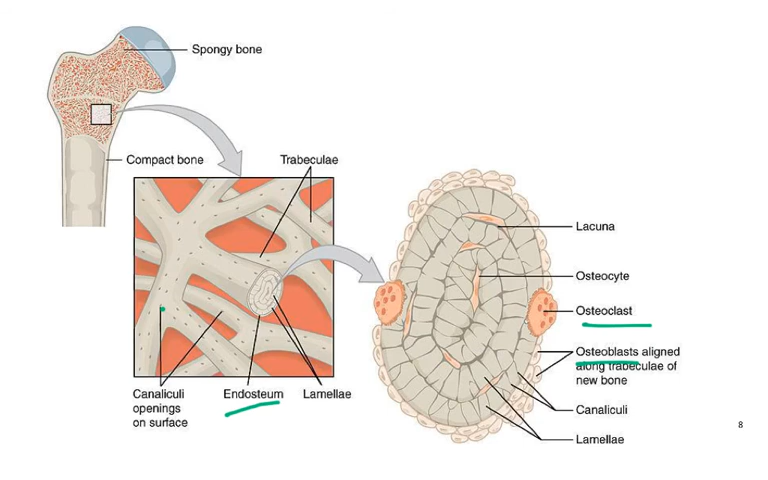 Spongy bone
Compact bone
Trabeculae
Canaliculi
openings
on surface
Endosteum
Lamellae
Lacuna
Osteocyte
Osteoclast
Osteoblasts aligned
along trabeculae of
new bone
Canaliculi
Lamellae
8